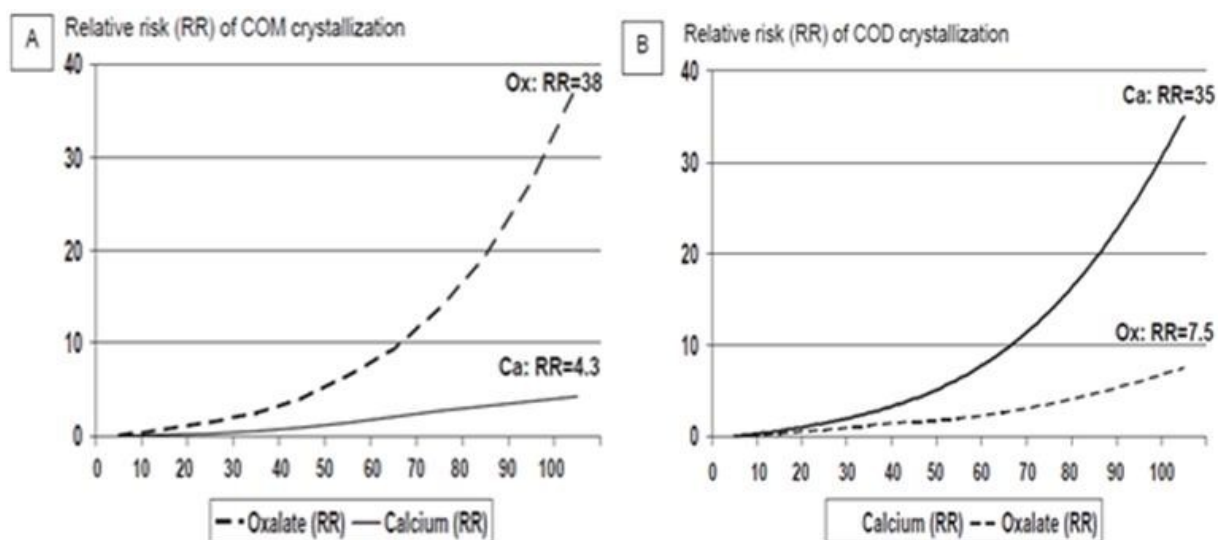 A
Relative risk (RR) of COM crystallization
40
30
20
10
0
Ox: RR=38
Ca: RR=4.3
0 10 20 30 40 50 60 70 80 90 100
Oxalate (RR) Calcium (RR)
B
Relative risk (RR) of COD crystallization
40
30
20
10
0
Ca: RR=35
Ox: RR=7.5
0 10 20 30 40 50 60 70 80 90 100
Calcium (RR) Oxalate (RR)